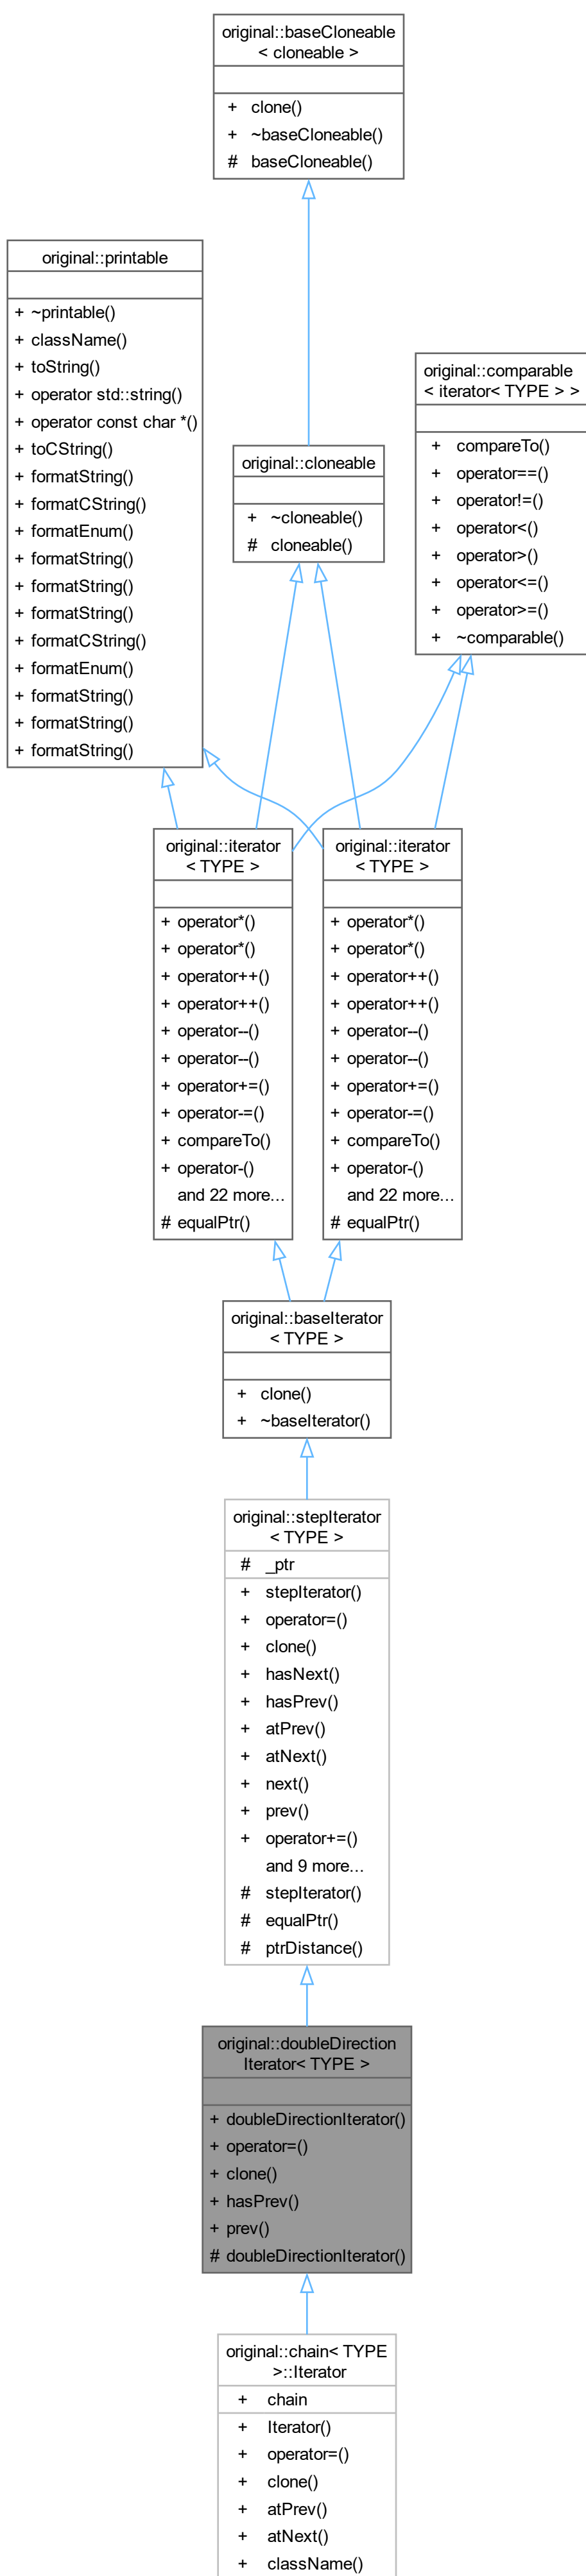 original::baseCloneable
< cloneable >
+ clone()
+ ~baseCloneable()
# baseCloneable()
original::printable
+ ~printable()
+ className()
+ toString()
+ operator std::string()
+ operator const char *()
+ toCString()
+ formatString()
+ formatCString()
+ formatEnum()
+ formatString()
+ formatString()
+ formatString()
+ formatCString()
+ formatEnum()
+ formatString()
+ formatString()
+ formatString()
original::cloneable
+ ~cloneable()
# cloneable()
original::comparable
< iterator< TYPE > >
+ compareTo()
+ operator==()
+ operator!=()
+ operator<()
+ operator>()
+ operator<=()
+ operator>=()
+ ~comparable()
original::iterator
< TYPE >
+ operator*()
+ operator*()
+ operator++()
+ operator++()
+ operator--()
+ operator--()
+ operator+=()
+ operator-=()
+ compareTo()
+ operator-()
and 22 more...
# equalPtr()
original::iterator
< TYPE >
+ operator*()
+ operator*()
+ operator++()
+ operator++()
+ operator--()
+ operator--()
+ operator+=()
+ operator-=()
+ compareTo()
+ operator-()
and 22 more...
# equalPtr()
original::baseIterator
< TYPE >
+ clone()
+ ~baseIterator()
original::stepIterator
< TYPE >
# _ptr
+ stepIterator()
+ operator=()
+ clone()
+ hasNext()
+ hasPrev()
+ atPrev()
+ atNext()
+ next()
+ prev()
+ operator+=()
and 9 more...
# stepIterator()
# equalPtr()
# ptrDistance()
original::doubleDirection
Iterator< TYPE >
+ doubleDirectionIterator()
+ operator=()
+ clone()
+ hasPrev()
+ prev()
# doubleDirectionIterator()
original::chain< TYPE
>::Iterator
+ chain
+ Iterator()
+ operator=()
+ clone()
+ atPrev()
+ atNext()
+ className()